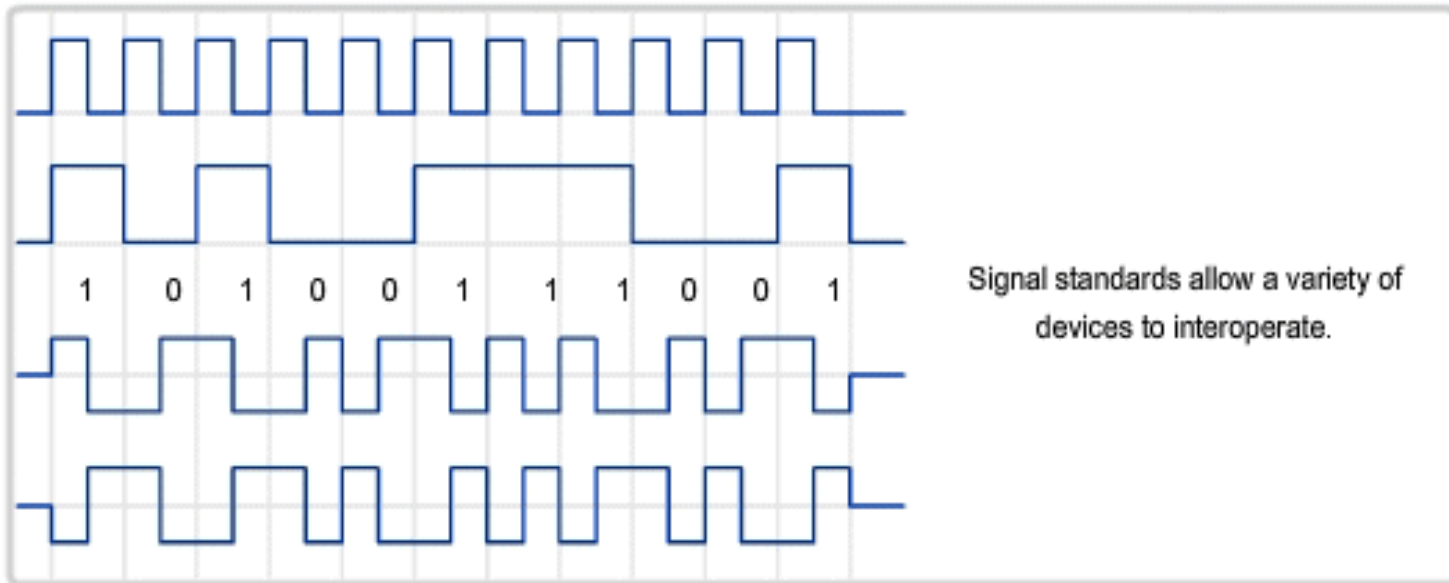 1 0 1 0 0 1 1 1 0 0 1
Signal standards allow a variety of
devices to interoperate.